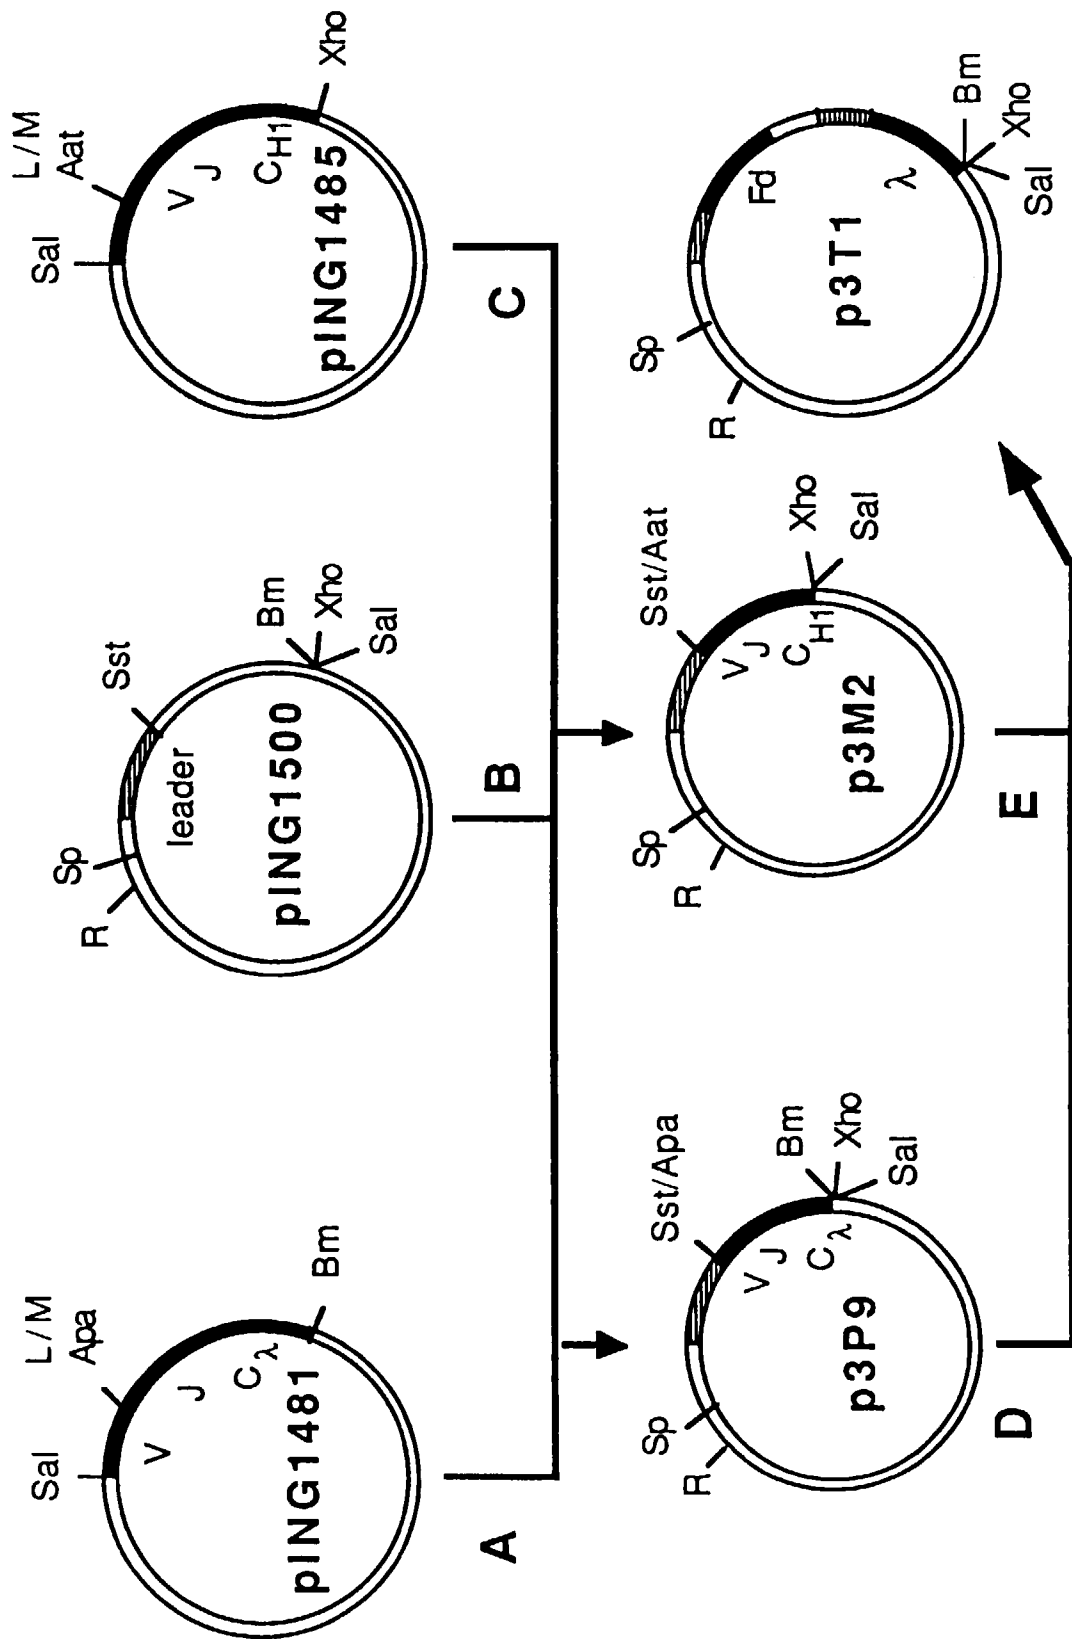 Sal
L/M
Apa
V
J
Cλ
Bm
pING1481
A
R
Sp
leader
Sst
Bm
Xho
Sal
pING1500
B
Sal
L/M
Aat
V
J
CH1
Xho
pING1485
C
R
Sp
Sst/Apa
V
J
Cλ
Bm
Xho
Sal
p3P9
D
R
Sp
Sst/Aat
V
J
CH1
Xho
Sal
p3M2
E
R
Sp
Fd
λ
Bm
Xho
Sal
p3T1